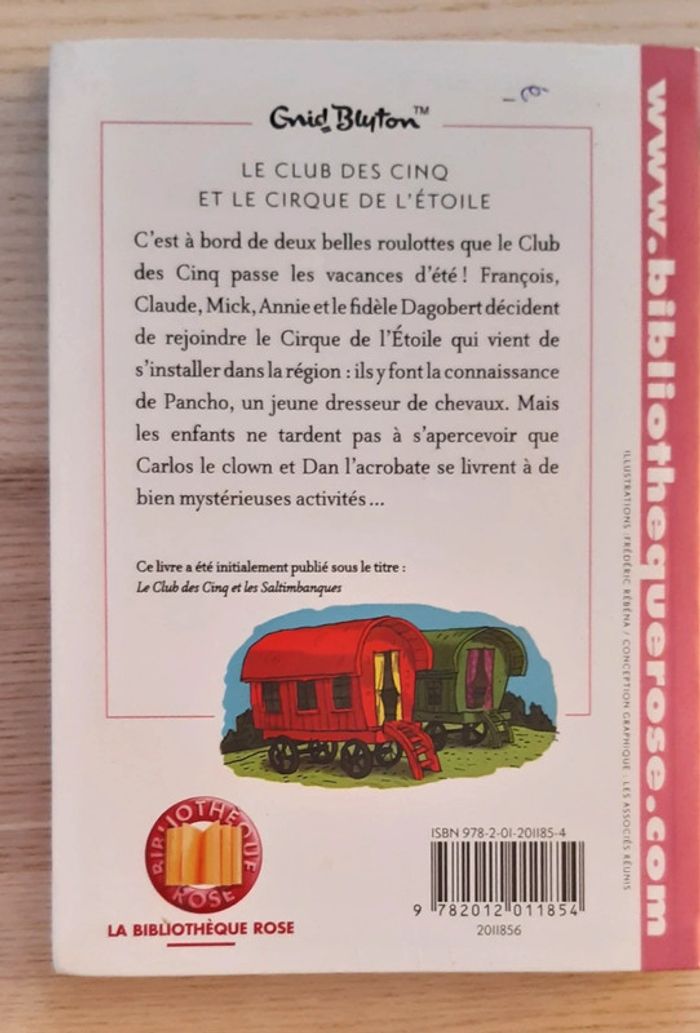 Enid Blyton™
LE CLUB DES CINQ
ET LE CIRQUE DE L'ÉTOILE
C'est à bord de deux belles roulottes que le Club
des Cinq passe les vacances d'été ! François,
Claude, Mick, Annie et le fidèle Dagobert décident
de rejoindre le Cirque de l'Étoile qui vient de
s'installer dans la région : ils y font la connaissance
de Pancho, un jeune dresseur de chevaux. Mais
les enfants ne tardent pas à s'apercevoir que
Carlos le clown et Dan l'acrobate se livrent à de
bien mystérieuses activités ...
Ce livre a été initialement publié sous le titre :
Le Club des Cinq et les Saltimbanques
BIBLIOTHÈQUE
ROSE
LA BIBLIOTHÈQUE ROSE
ISBN 978-2-01-201185-4
9 782012 011854
2011856
ILLUSTRATIONS : FRÉDÉRIC RÉBÉNA / CONCEPTION GRAPHIQUE : LES ASSOCIÉS RÉUNIS
www.bibliothequerose.com